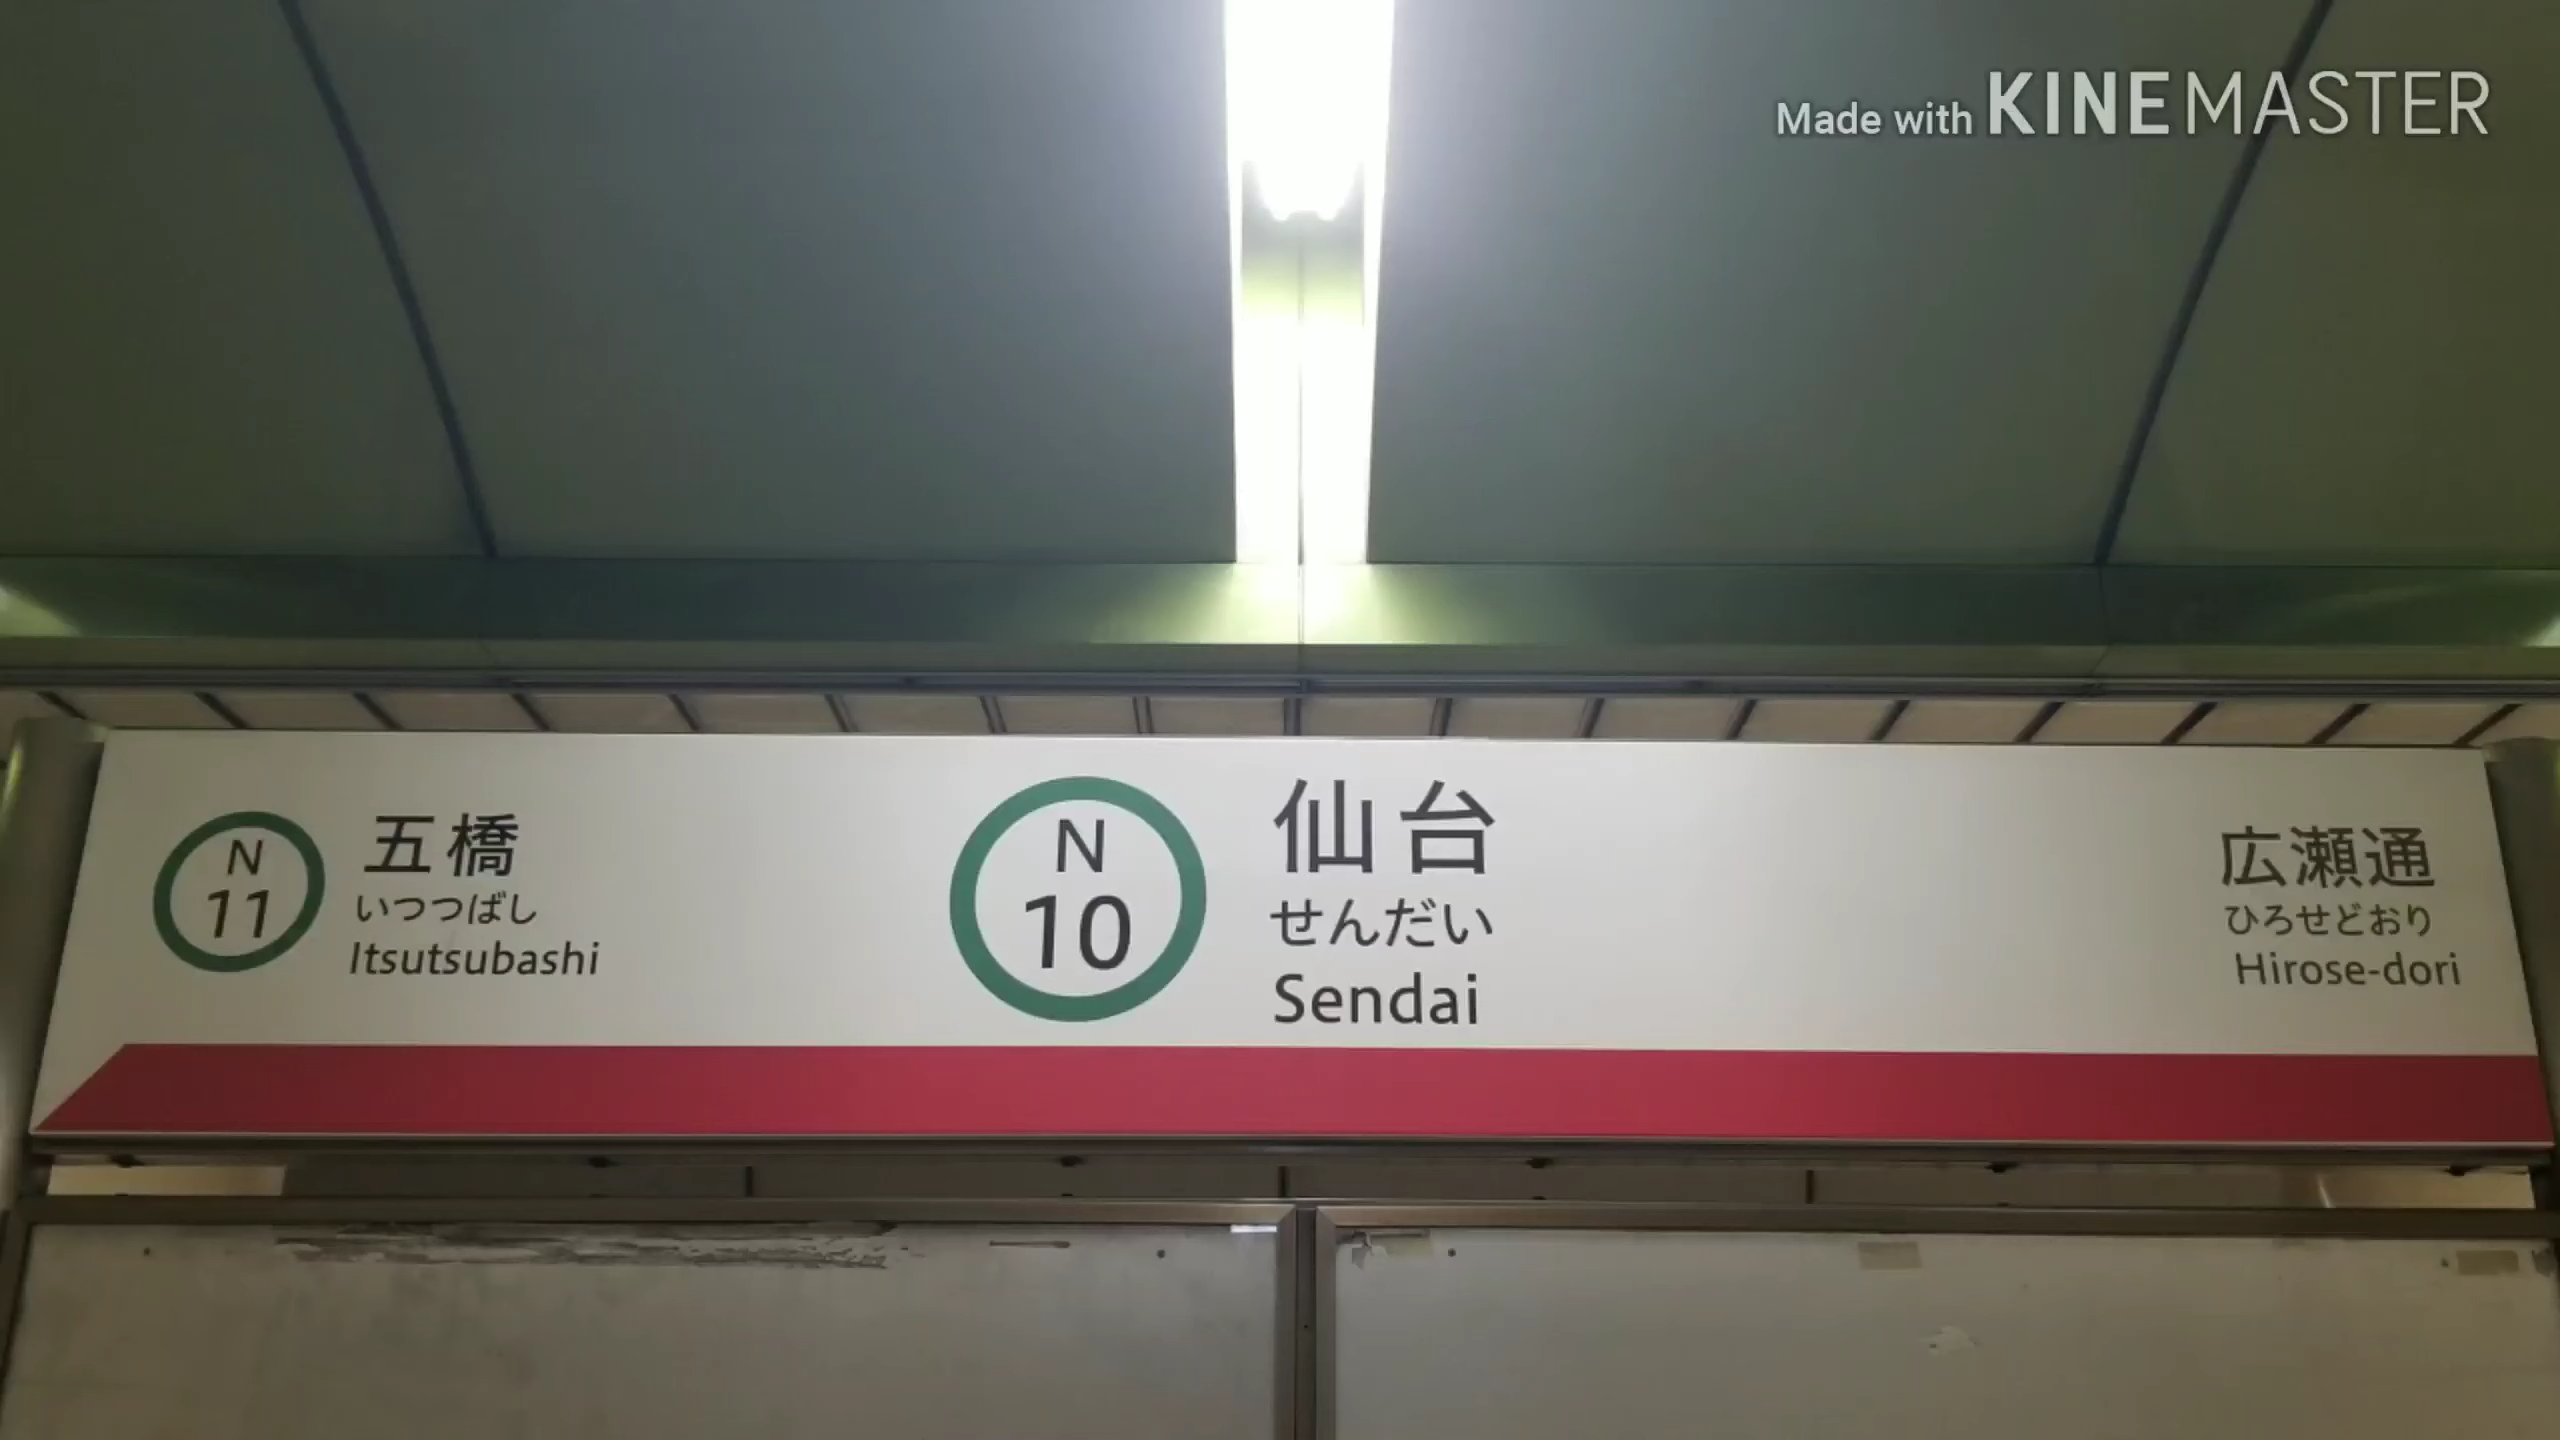 Made with KINEMASTER
N
11
五橋
いつつばし
Itsutsubashi
N
10
仙台
せんだい
Sendai
広瀬通
ひろせどおり
Hirose-dori